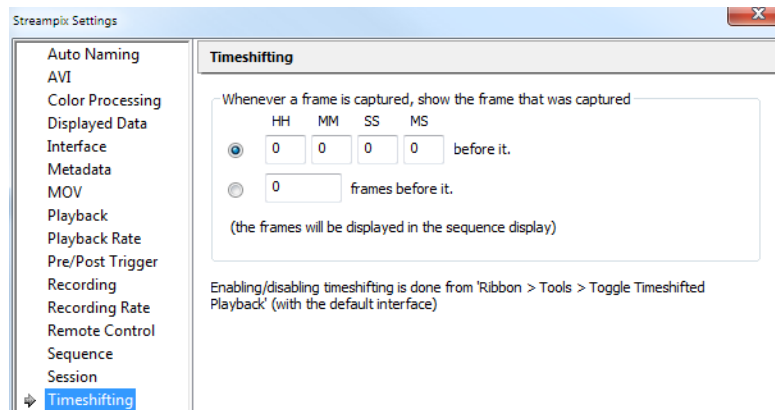 Streampix Settings
X
Auto Naming
AVI
Color Processing
Displayed Data
Interface
Metadata
MOV
Playback
Playback Rate
Pre/Post Trigger
Recording
Recording Rate
Remote Control
Sequence
Session
Timeshifting
Timeshifting
Whenever a frame is captured, show the frame that was captured
HH MM SS MS
0 0 0 0 before it.
0 frames before it.
(the frames will be displayed in the sequence display)
Enabling/disabling timeshifting is done from 'Ribbon > Tools > Toggle Timeshifted
Playback' (with the default interface)